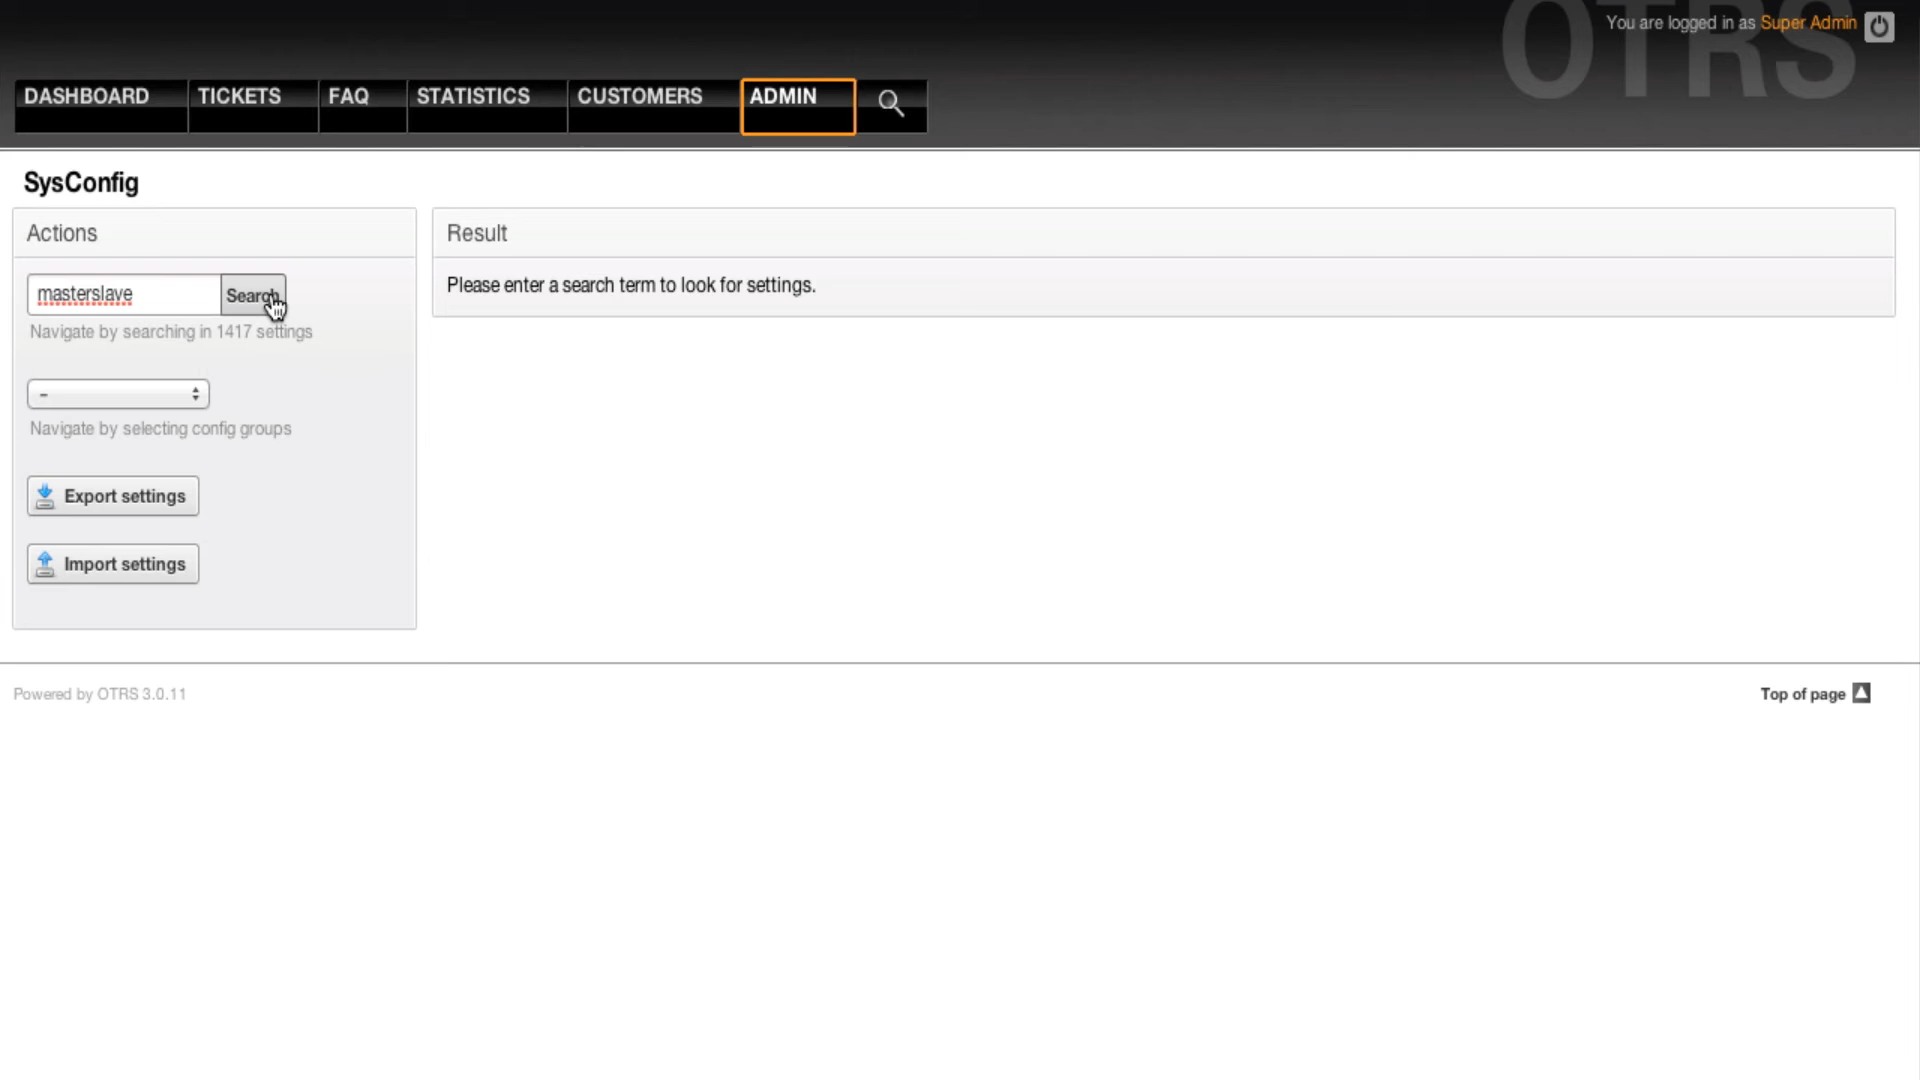 OTRS
You are logged in as Super Admin
DASHBOARD TICKETS FAQ STATISTICS CUSTOMERS ADMIN
SysConfig
Actions
masterslave Search
Navigate by searching in 1417 settings
-
Navigate by selecting config groups
Export settings
Import settings
Result
Please enter a search term to look for settings.
Powered by OTRS 3.0.11
Top of page